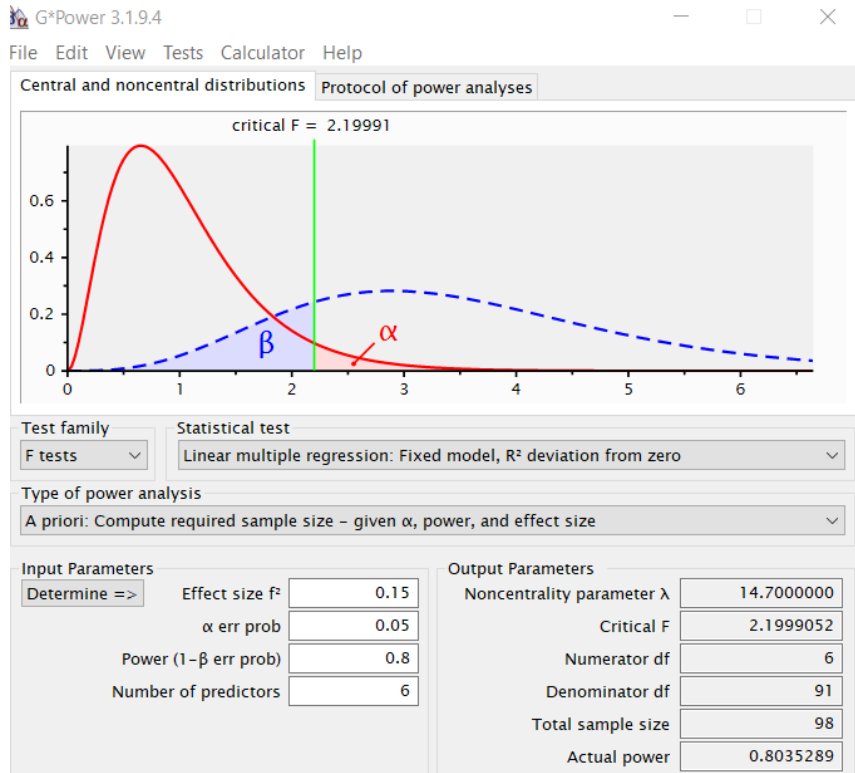 G*Power 3.1.9.4
File Edit View Tests Calculator Help
Central and noncentral distributions Protocol of power analyses
critical F = 2.19991
0.6
0.4
0.2
0
β
α
0 1 2 3 4 5 6
Test family Statistical test
F tests Linear multiple regression: Fixed model, R² deviation from zero
Type of power analysis
A priori: Compute required sample size – given α, power, and effect size
Input Parameters Output Parameters
Determine => Effect size f² 0.15 Noncentrality parameter λ 14.7000000
α err prob 0.05 Critical F 2.1999052
Power (1-β err prob) 0.8 Numerator df 6
Number of predictors 6 Denominator df 91
Total sample size 98
Actual power 0.8035289